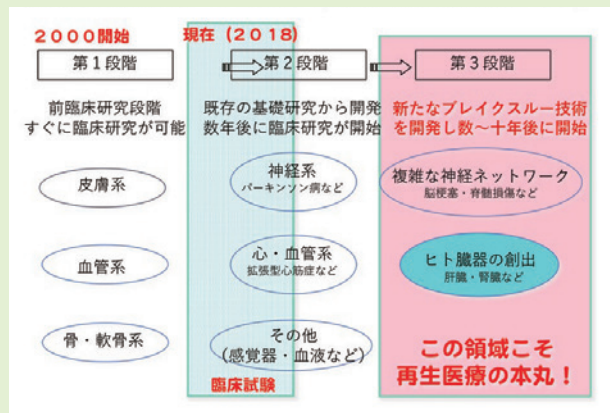 2000開始
現在（2018）
第1段階
第2段階
第3段階
前臨床研究段階
すぐに臨床研究が可能
既存の基礎研究から開発
数年後に臨床研究が開始
新たなブレイクスルー技術
を開発し数〜十年後に開始
皮膚系
神経系
パーキンソン病など
複雑な神経ネットワーク
脳梗塞・脊髄損傷など
血管系
心・血管系
拡張型心筋症など
ヒト臓器の創出
肝臓・腎臓など
骨・軟骨系
その他
(感覚器・血液など)
この領域こそ
再生医療の本丸！
臨床試験